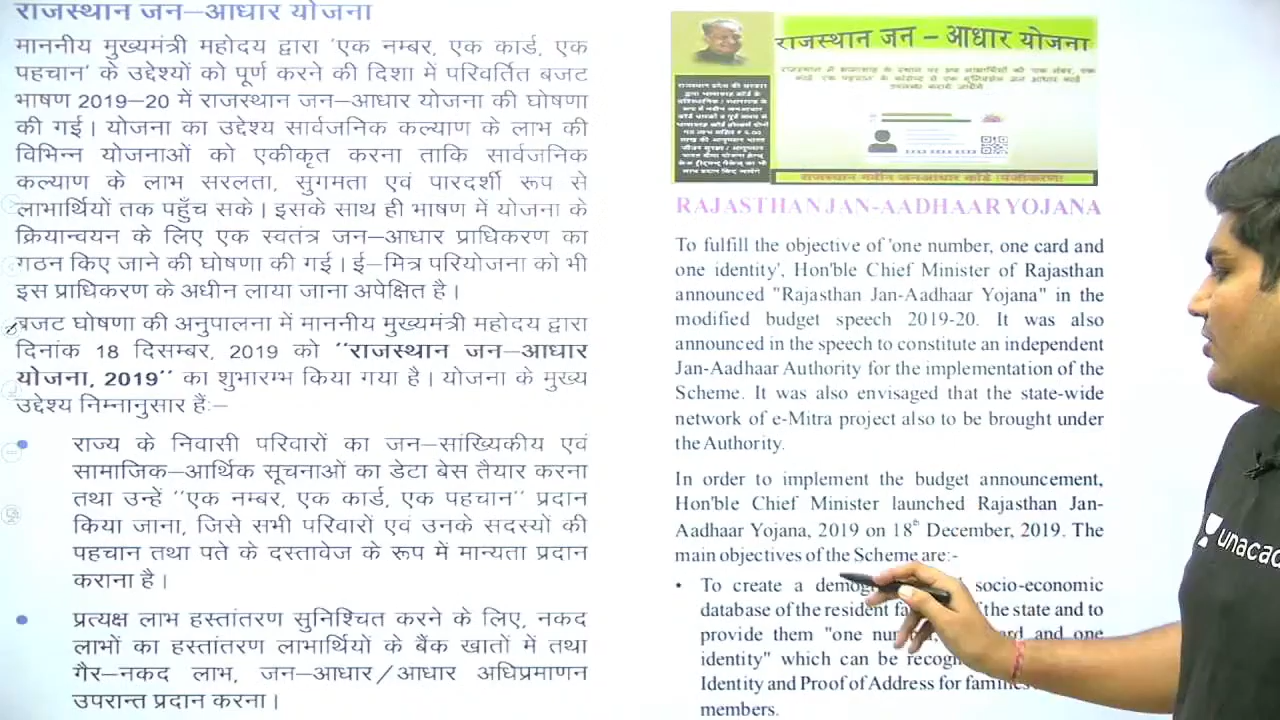 राजस्थान जन–आधार योजना
माननीय मुख्यमंत्री महोदय द्वारा 'एक नम्बर, एक कार्ड, एक
पहचान' के उद्देश्यों को पूर्ण करने की दिशा में परिवर्तित बजट
भाषण 2019–20 में राजस्थान जन–आधार योजना की घोषणा
की गई। योजना का उद्देश्य सार्वजनिक कल्याण के लाभ की
विभिन्न योजनाओं को एकीकृत करना ताकि सार्वजनिक
कल्याण के लाभ सरलता, सुगमता एवं पारदर्शी रूप से
लाभार्थियों तक पहुँच सके। इसके साथ ही भाषण में योजना के
क्रियान्वयन के लिए एक स्वतंत्र जन–आधार प्राधिकरण का
गठन किए जाने की घोषणा की गई। ई–मित्र परियोजना को भी
इस प्राधिकरण के अधीन लाया जाना अपेक्षित है।
बजट घोषणा की अनुपालना में माननीय मुख्यमंत्री महोदय द्वारा
दिनांक 18 दिसम्बर, 2019 को "राजस्थान जन–आधार
योजना, 2019" का शुभारम्भ किया गया है। योजना के मुख्य
उद्देश्य निम्नानुसार हैं:–
• राज्य के निवासी परिवारों का जन–सांख्यिकीय एवं
सामाजिक–आर्थिक सूचनाओं का डेटा बेस तैयार करना
तथा उन्हें "एक नम्बर, एक कार्ड, एक पहचान" प्रदान
किया जाना, जिसे सभी परिवारों एवं उनके सदस्यों की
पहचान तथा पते के दस्तावेज के रूप में मान्यता प्रदान
कराना है।
• प्रत्यक्ष लाभ हस्तांतरण सुनिश्चित करने के लिए, नकद
लाभों का हस्तातरण लाभार्थियों के बैंक खातों में तथा
गैर–नकद लाभ, जन–आधार/आधार अधिप्रमाणन
उपरान्त प्रदान करना।
राजस्थान जन – आधार योजना
राजस्थान नवीन जनआधार कार्ड (पंजीकरण)
RAJASTHAN JAN-AADHAAR YOJANA
To fulfill the objective of 'one number, one card and
one identity', Hon'ble Chief Minister of Rajasthan
announced "Rajasthan Jan-Aadhaar Yojana" in the
modified budget speech 2019-20. It was also
announced in the speech to constitute an independent
Jan-Aadhaar Authority for the implementation of the
Scheme. It was also envisaged that the state-wide
network of e-Mitra project also to be brought under
the Authority.
In order to implement the budget announcement,
Hon'ble Chief Minister launched Rajasthan Jan-
Aadhaar Yojana, 2019 on 18th December, 2019. The
main objectives of the Scheme are:-
• To create a socio-economic
database of the resident the state and to
provide them "one and one
identity" which can be
Identity and Proof of Address for
members.
unacad